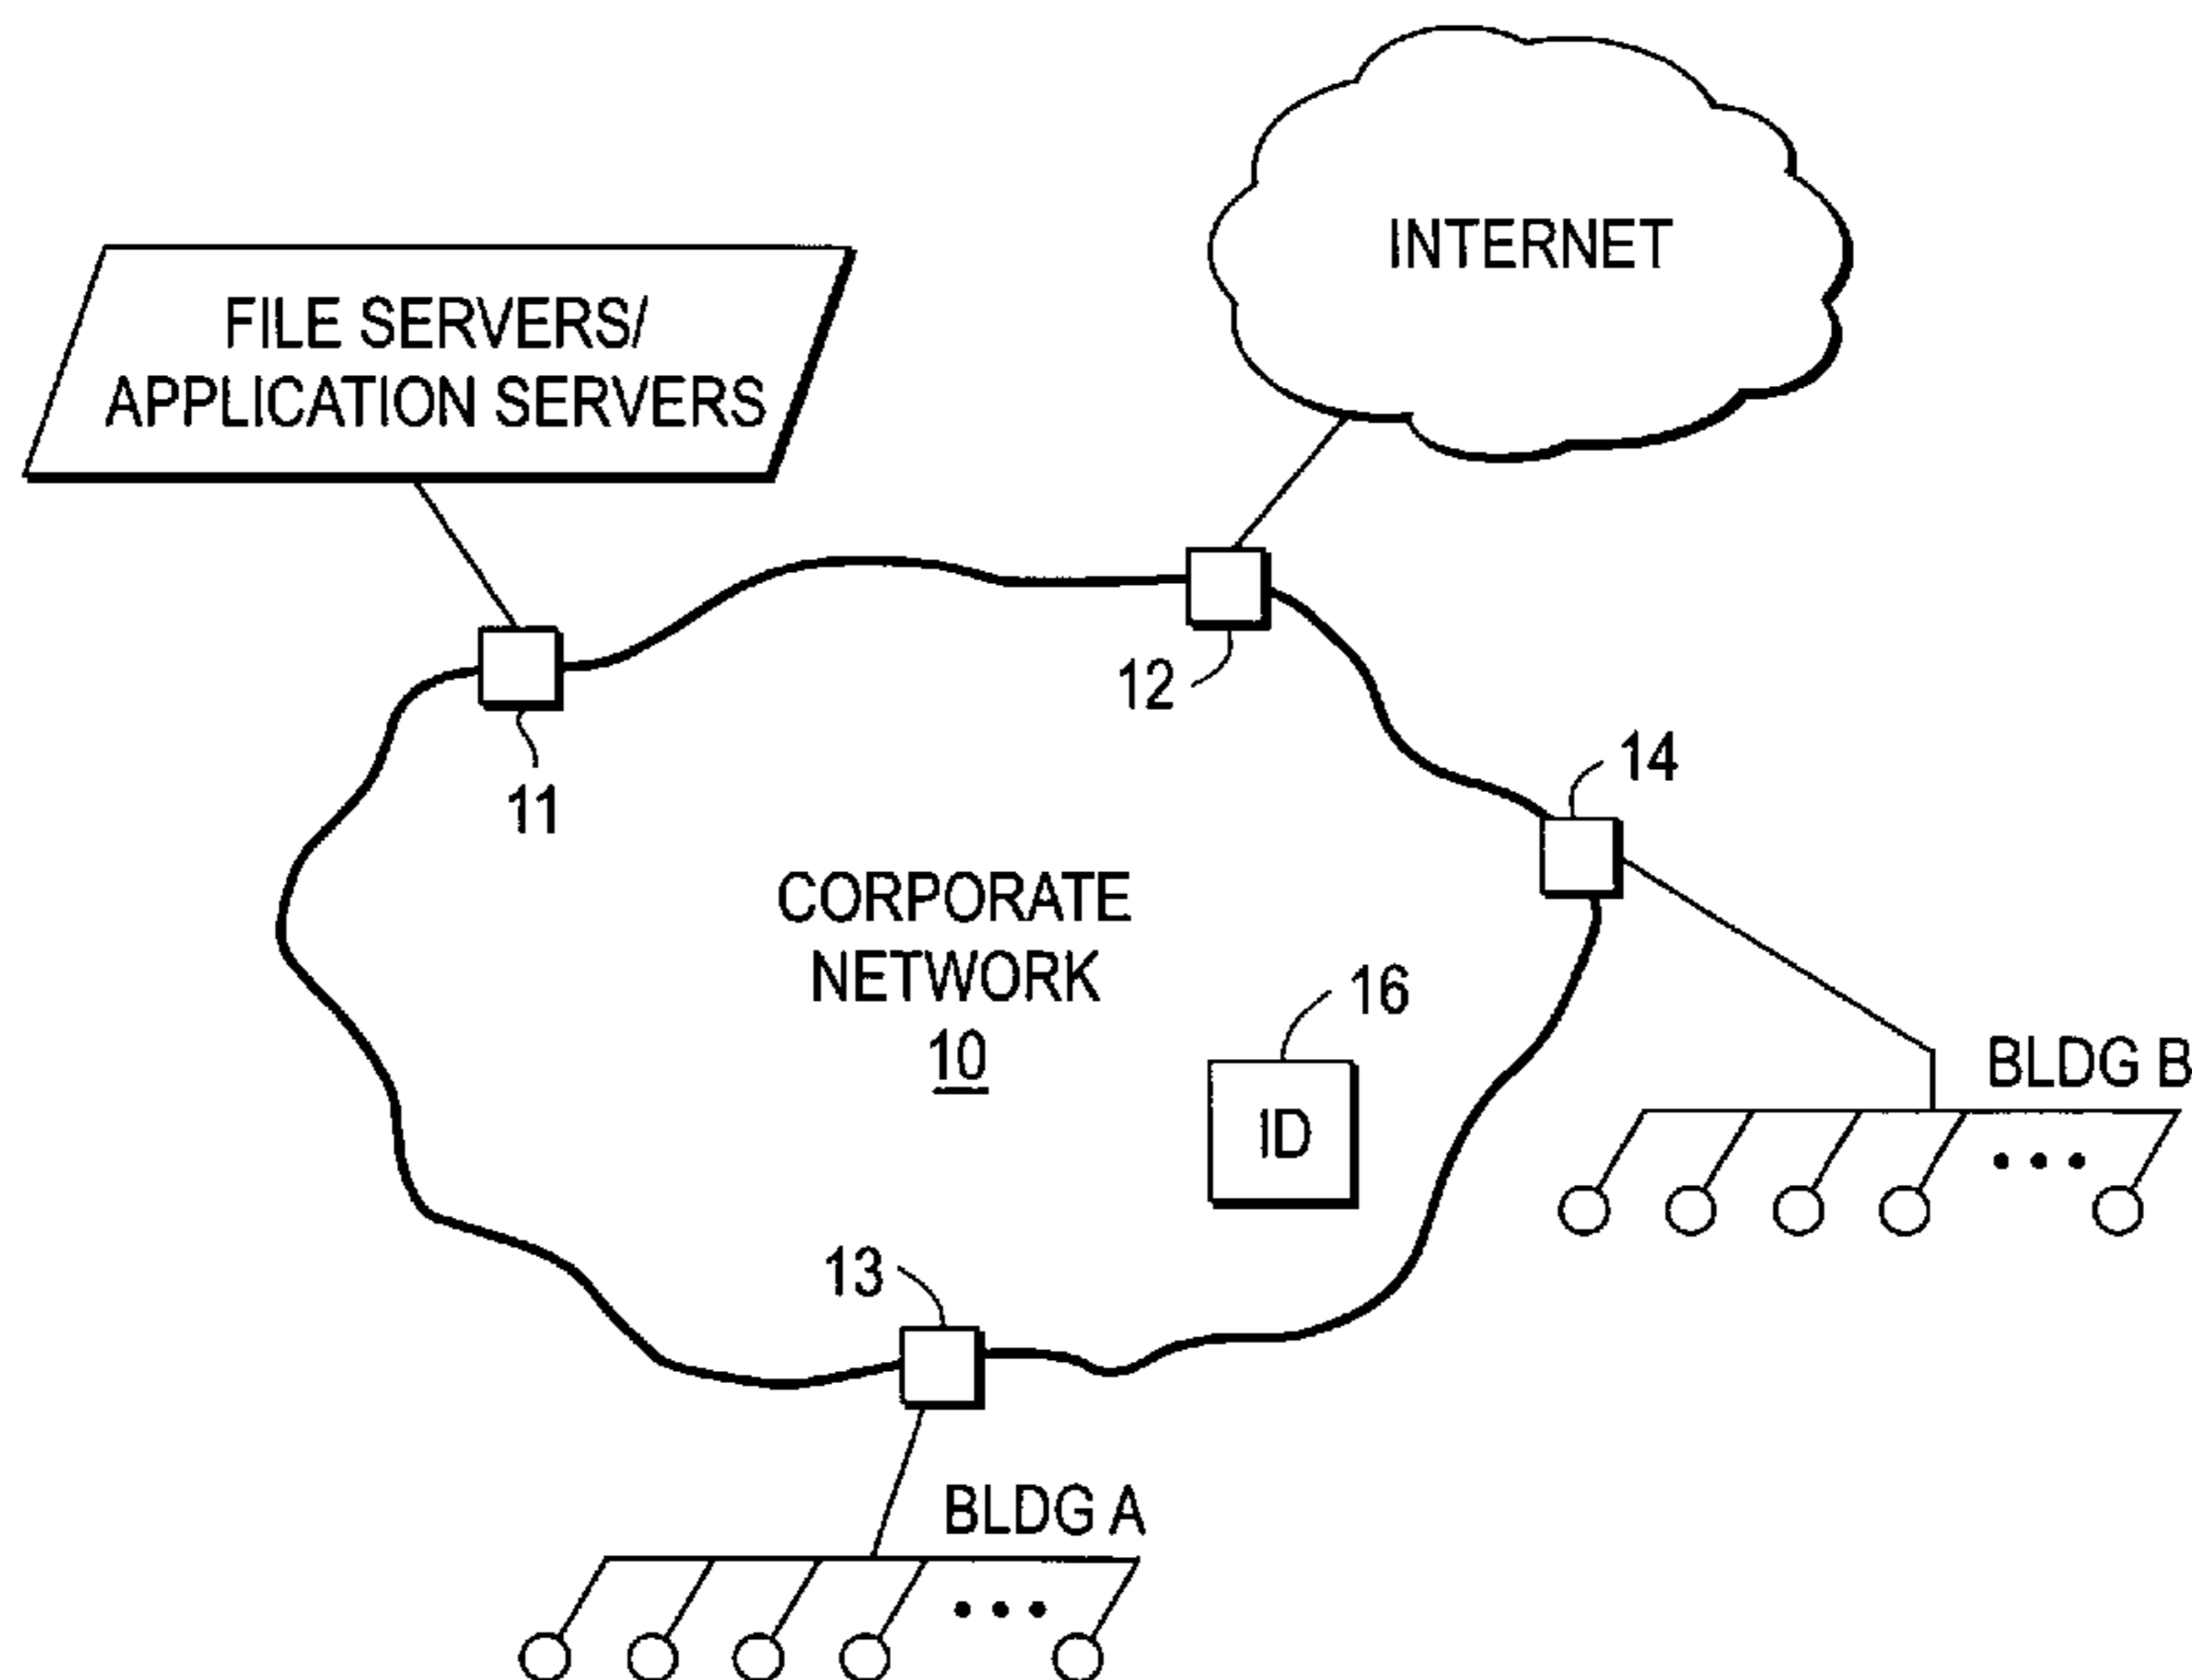 INTERNET
FILE SERVERS/
APPLICATION SERVERS
12
11
14
CORPORATE
NETWORK
10
16
ID
BLDG B
13
BLDG A